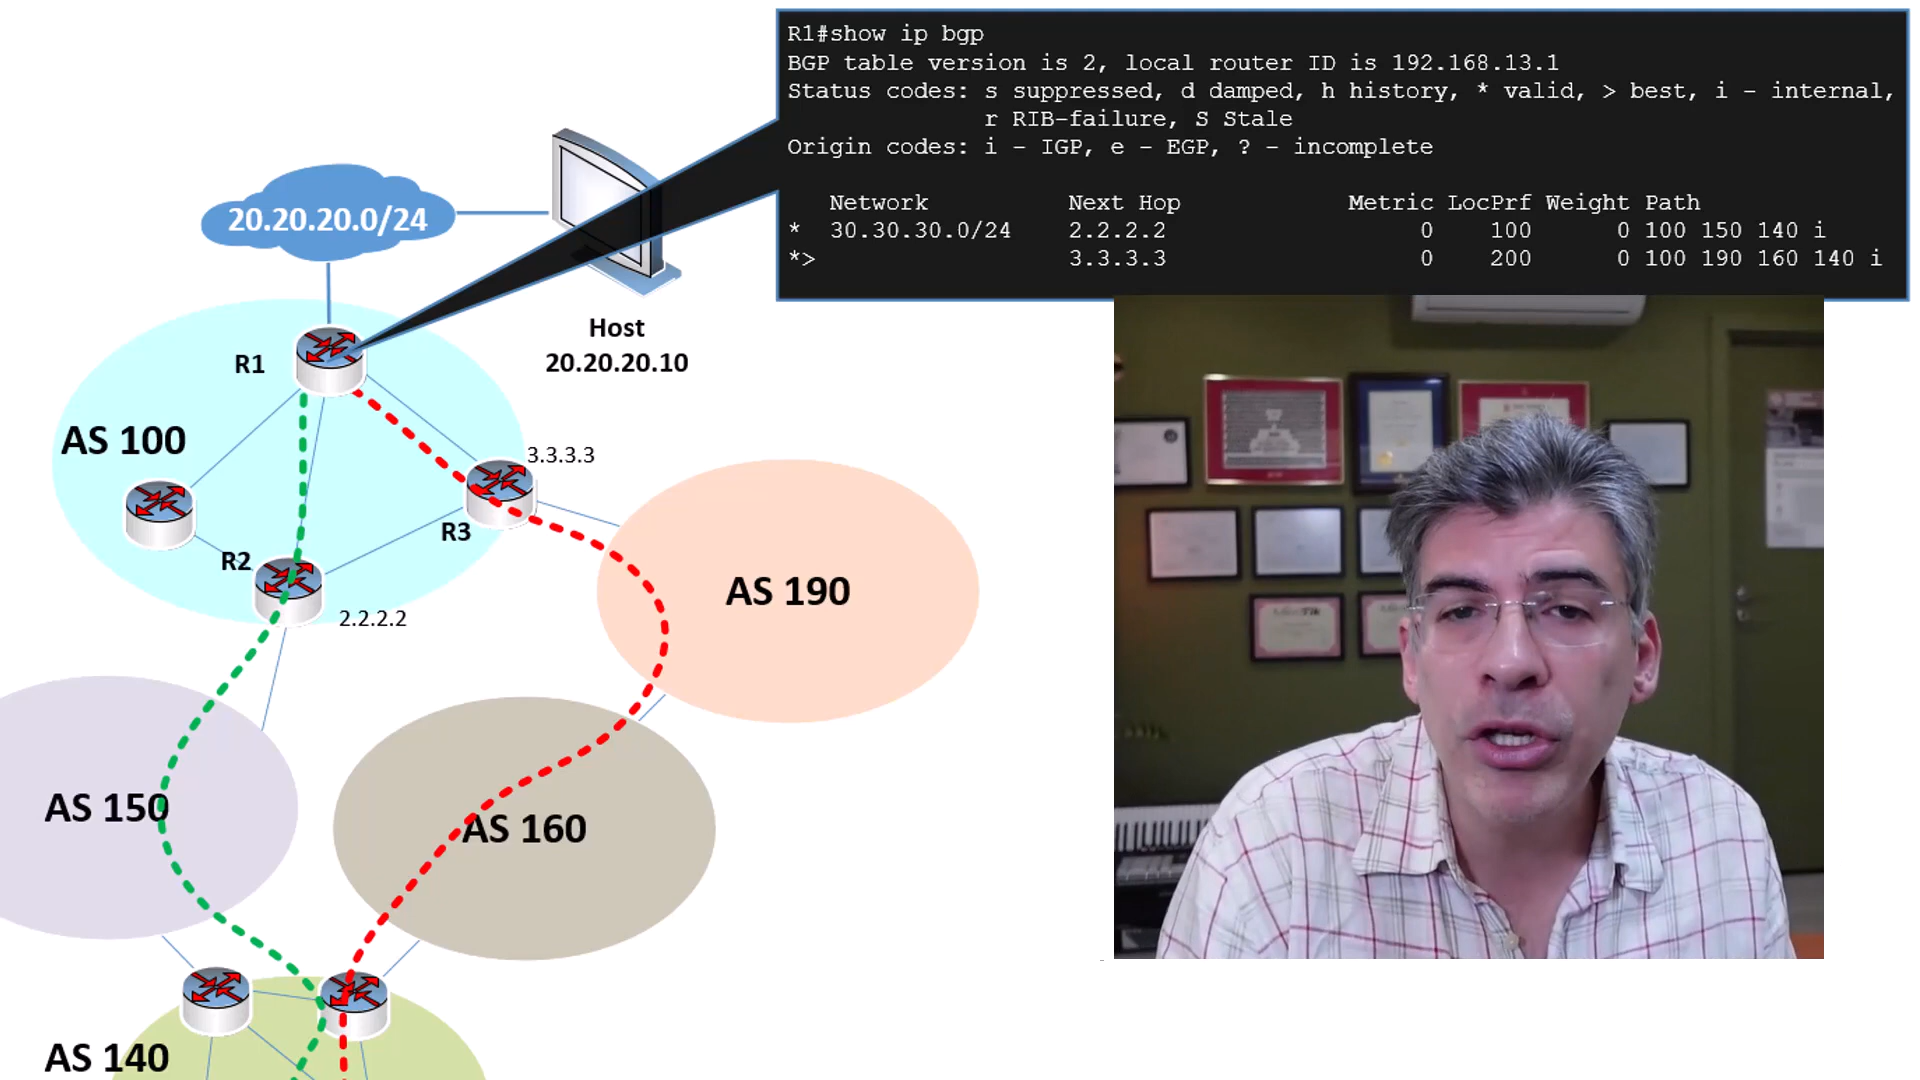 R1#show ip bgp
BGP table version is 2, local router ID is 192.168.13.1
Status codes: s suppressed, d damped, h history, * valid, > best, i - internal,
r RIB-failure, S Stale
Origin codes: i - IGP, e - EGP, ? - incomplete
Network Next Hop Metric LocPrf Weight Path
* 30.30.30.0/24 2.2.2.2 0 100 0 100 150 140 i
*> 3.3.3.3 0 200 0 100 190 160 140 i
20.20.20.0/24
Host
20.20.20.10
R1
AS 100
3.3.3.3
R3
R2
2.2.2.2
AS 190
AS 150
AS 160
AS 140